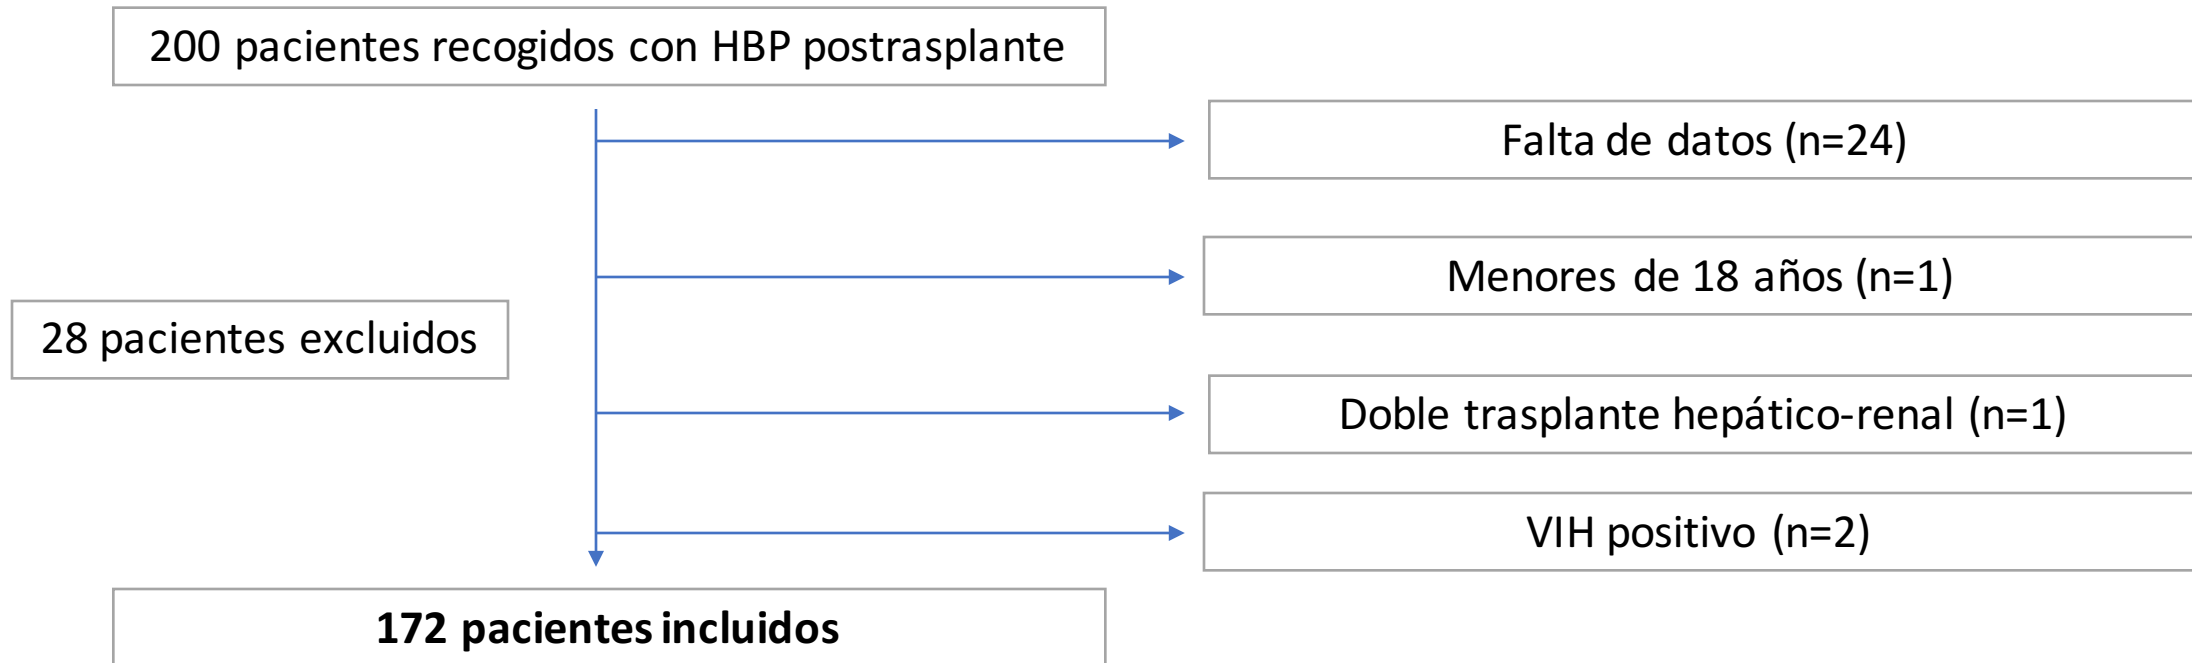 200 pacientes recogidos con HBP postrasplante
Falta de datos (n=24)
Menores de 18 años (n=1)
28 pacientes excluidos
Doble trasplante hepático-renal (n=1)
VIH positivo (n=2)
172 pacientes incluidos